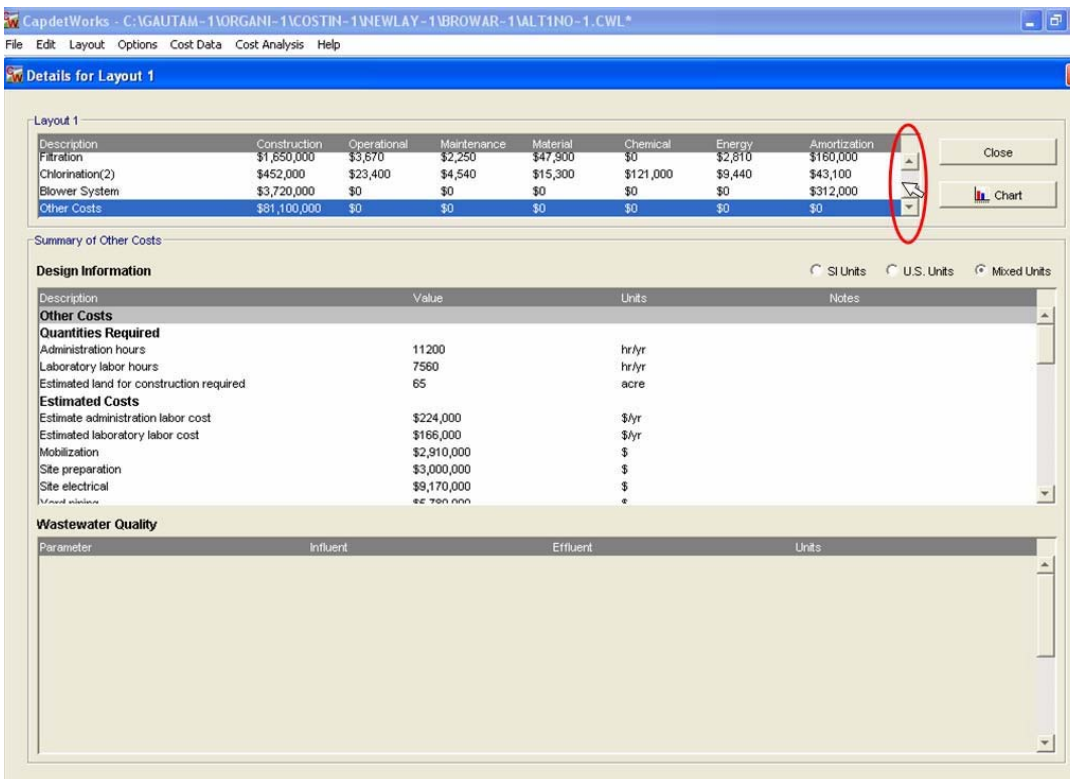 CapdetWorks - C:\GAUTAM~1\ORGANI~1\COSTIN~1\NEWLAY~1\BROWAR~1\ALT1NO~1.CWL*
File Edit Layout Options Cost Data Cost Analysis Help
Details for Layout 1
Layout 1
Description Construction Operational Maintenance Material Chemical Energy Amortization
Filtration $1,650,000 $3,670 $2,250 $47,900 $0 $2,810 $160,000
Close
Chlorination(2) $452,000 $23,400 $4,540 $15,300 $121,000 $9,440 $43,100
Blower System $3,720,000 $0 $0 $0 $0 $0 $312,000
Chart
Other Costs $81,100,000 $0 $0 $0 $0 $0 $0
Summary of Other Costs
Design Information SI Units U.S. Units Mixed Units
Description Value Units Notes
Other Costs
Quantities Required
Administration hours 11200 hr/yr
Laboratory labor hours 7560 hr/yr
Estimated land for construction required 65 acre
Estimated Costs
Estimate administration labor cost $224,000 $/yr
Estimated laboratory labor cost $166,000 $/yr
Mobilization $2,910,000 $
Site preparation $3,000,000 $
Site electrical $9,170,000 $
Yard piping $5,780,000 $
Wastewater Quality
Parameter Influent Effluent Units